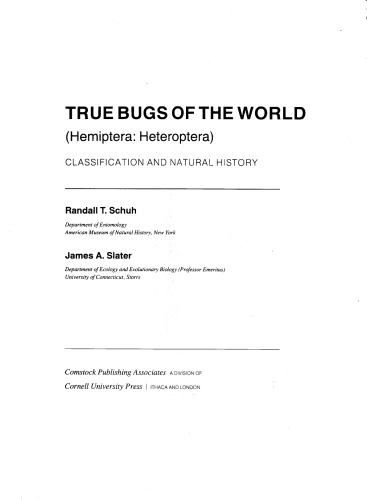 TRUE BUGS OF THE WORLD
(Hemiptera: Heteroptera)
CLASSIFICATION AND NATURAL HISTORY
Randall T. Schuh
Department of Entomology
American Museum of Natural History, New York
James A. Slater
Department of Ecology and Evolutionary Biology (Professor Emeritus)
University of Connecticut, Storrs
Comstock Publishing Associates A DIVISION OF
Cornell University Press | ITHACA AND LONDON